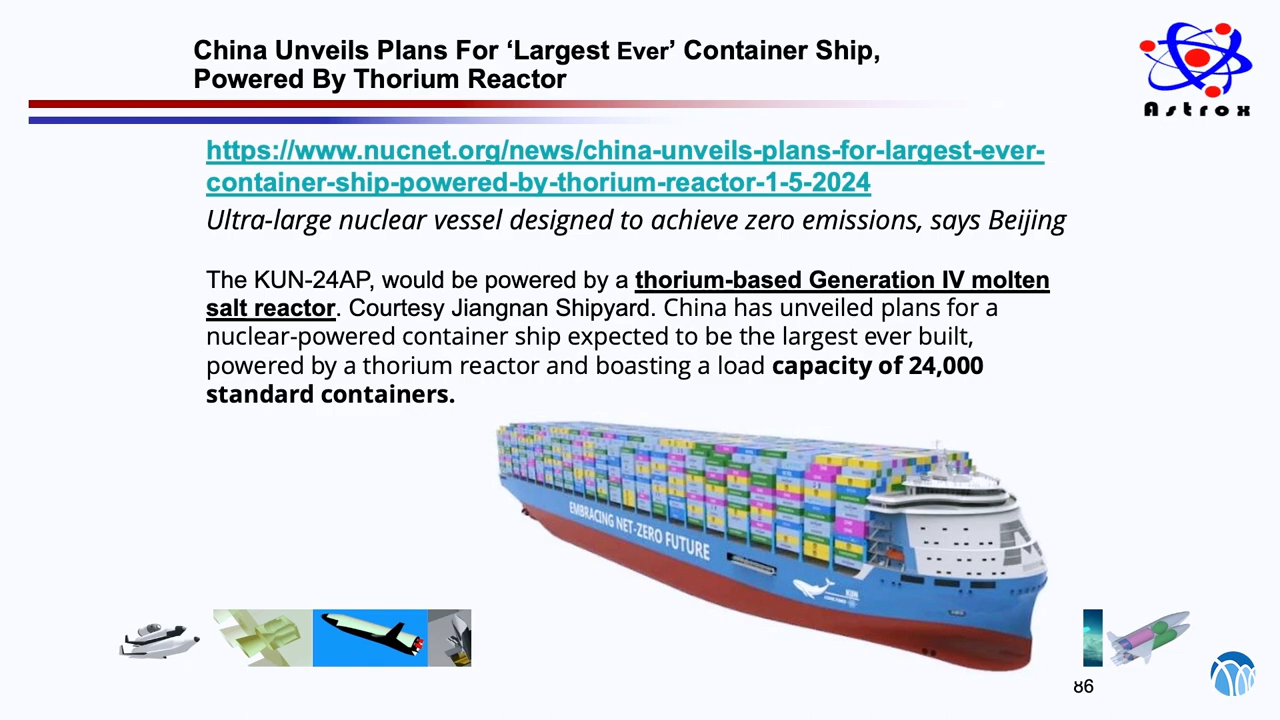 China Unveils Plans For ‘Largest Ever’ Container Ship,
Powered By Thorium Reactor
Astrox
https://www.nucnet.org/news/china-unveils-plans-for-largest-ever-
container-ship-powered-by-thorium-reactor-1-5-2024
Ultra-large nuclear vessel designed to achieve zero emissions, says Beijing
The KUN-24AP, would be powered by a thorium-based Generation IV molten
salt reactor. Courtesy Jiangnan Shipyard. China has unveiled plans for a
nuclear-powered container ship expected to be the largest ever built,
powered by a thorium reactor and boasting a load capacity of 24,000
standard containers.
EMBRACING NET-ZERO FUTURE
KUN
86